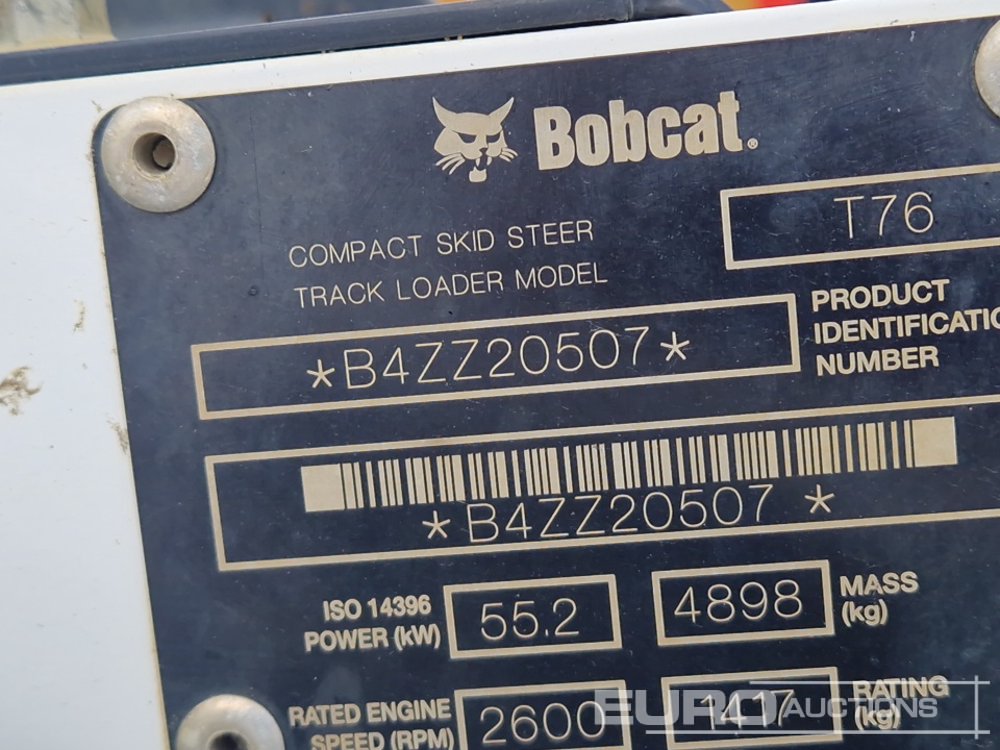 Bobcat®
COMPACT SKID STEER
TRACK LOADER MODEL
T76
*B4ZZ20507*
PRODUCT
IDENTIFICATIO
NUMBER
*B4ZZ20507 *
ISO 14396
POWER (kW)
55.2
4898
MASS
(kg)
RATED ENGINE
SPEED (RPM)
2600
1417
RATING
(kg)
EURO AUCTIONS